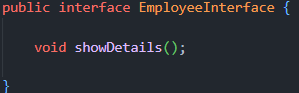 public interface EmployeeInterface {
void showDetails();
}